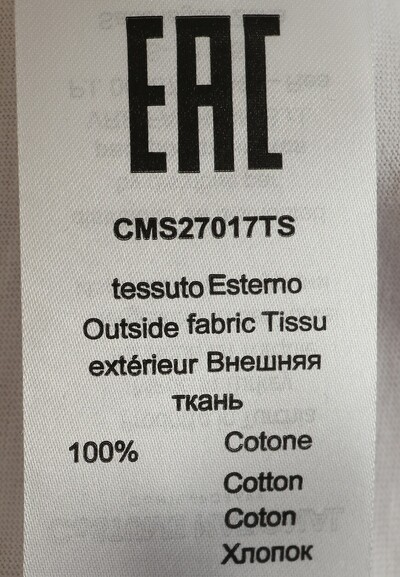 EAC
CMS27017TS
tessuto Esterno
Outside fabric Tissu
extérieur Внешняя
ткань
100% Cotone
Cotton
Coton
Хлопок